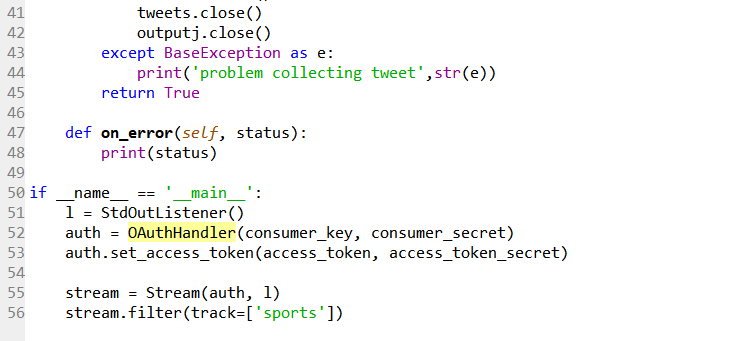 41 tweets.close()
42 outputj.close()
43 except BaseException as e:
44 print('problem collecting tweet',str(e))
45 return True
46
47 def on_error(self, status):
48 print(status)
49
50 if __name__ == '__main__':
51 l = StdOutListener()
52 auth = OAuthHandler(consumer_key, consumer_secret)
53 auth.set_access_token(access_token, access_token_secret)
54
55 stream = Stream(auth, l)
56 stream.filter(track=['sports'])